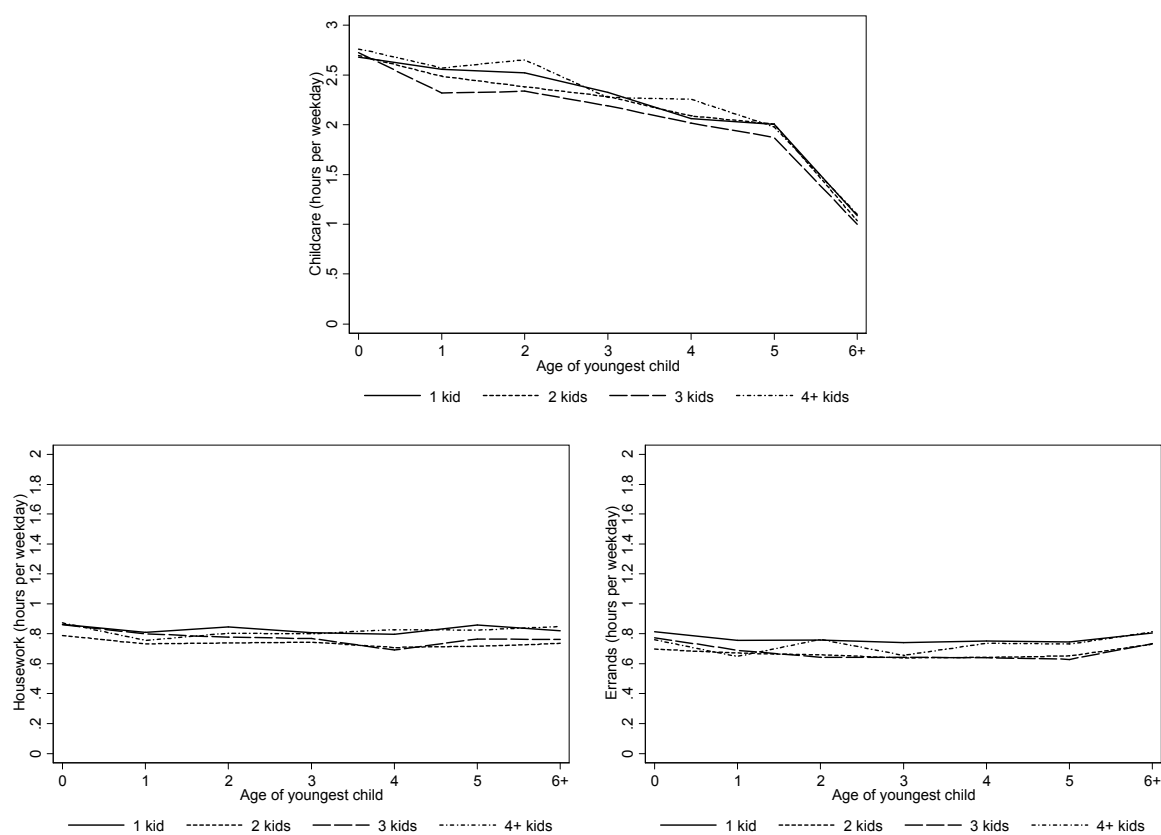 Childcare (hours per weekday)
3
2.5
2
1.5
1
.5
0
0 1 2 3 4 5 6+
Age of youngest child
1 kid 2 kids 3 kids 4+ kids
Housework (hours per weekday)
2
1.8
1.6
1.4
1.2
1
.8
.6
.4
.2
0
0 1 2 3 4 5 6+
Age of youngest child
1 kid 2 kids 3 kids 4+ kids
Errands (hours per weekday)
2
1.8
1.6
1.4
1.2
1
.8
.6
.4
.2
0
0 1 2 3 4 5 6+
Age of youngest child
1 kid 2 kids 3 kids 4+ kids